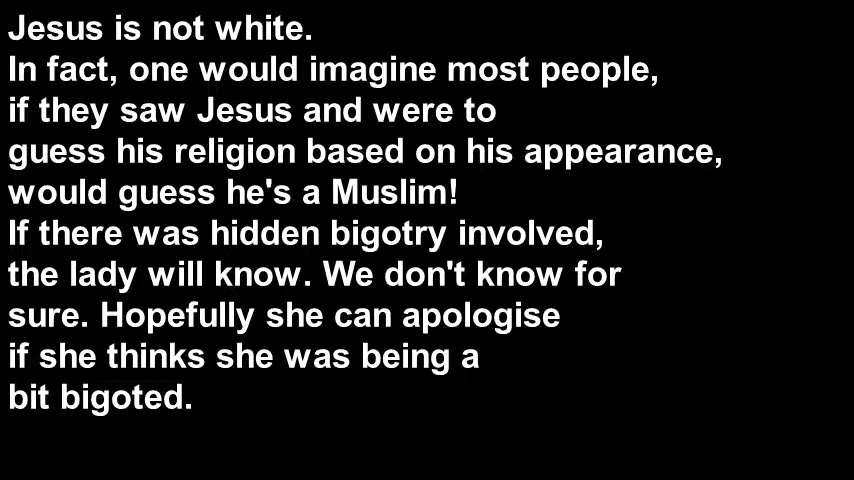 Jesus is not white.
In fact, one would imagine most people,
if they saw Jesus and were to
guess his religion based on his appearance,
would guess he's a Muslim!
If there was hidden bigotry involved,
the lady will know. We don't know for
sure. Hopefully she can apologise
if she thinks she was being a
bit bigoted.